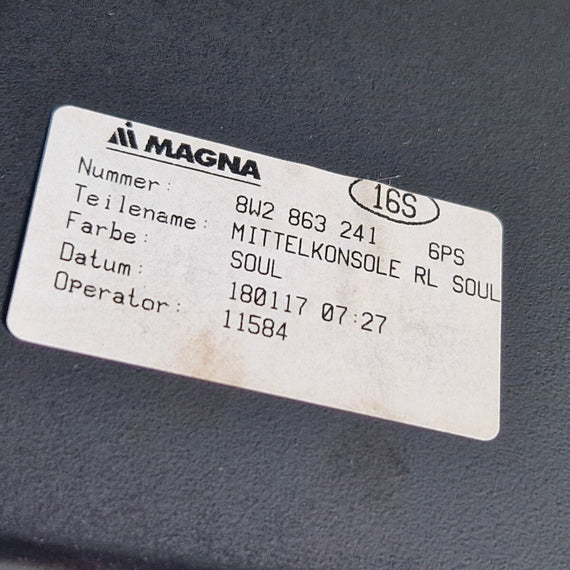 MAGNA
16S
Nummer: 8W2 863 241 6PS
Teilename: MITTELKONSOLE RL SOUL
Farbe: SOUL
Datum: 180117 07:27
Operator: 11584